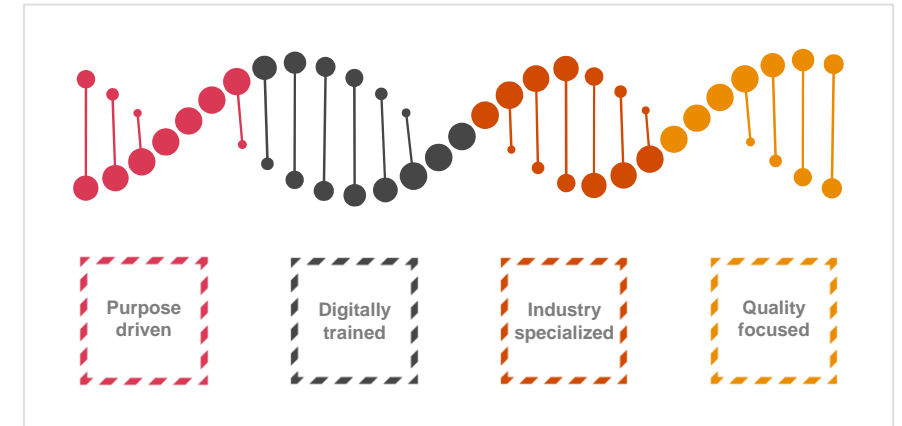 Purpose
driven
Digitally
trained
Industry
specialized
Quality
focused